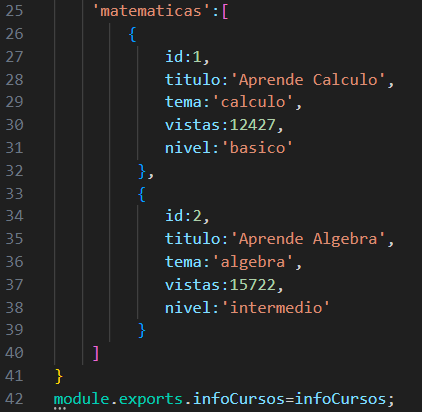 25 'matematicas':[
26 {
27 id:1,
28 titulo:'Aprende Calculo',
29 tema:'calculo',
30 vistas:12427,
31 nivel:'basico'
32 },
33 {
34 id:2,
35 titulo:'Aprende Algebra',
36 tema:'algebra',
37 vistas:15722,
38 nivel:'intermedio'
39 }
40 ]
41 }
42 module.exports.infoCursos=infoCursos;